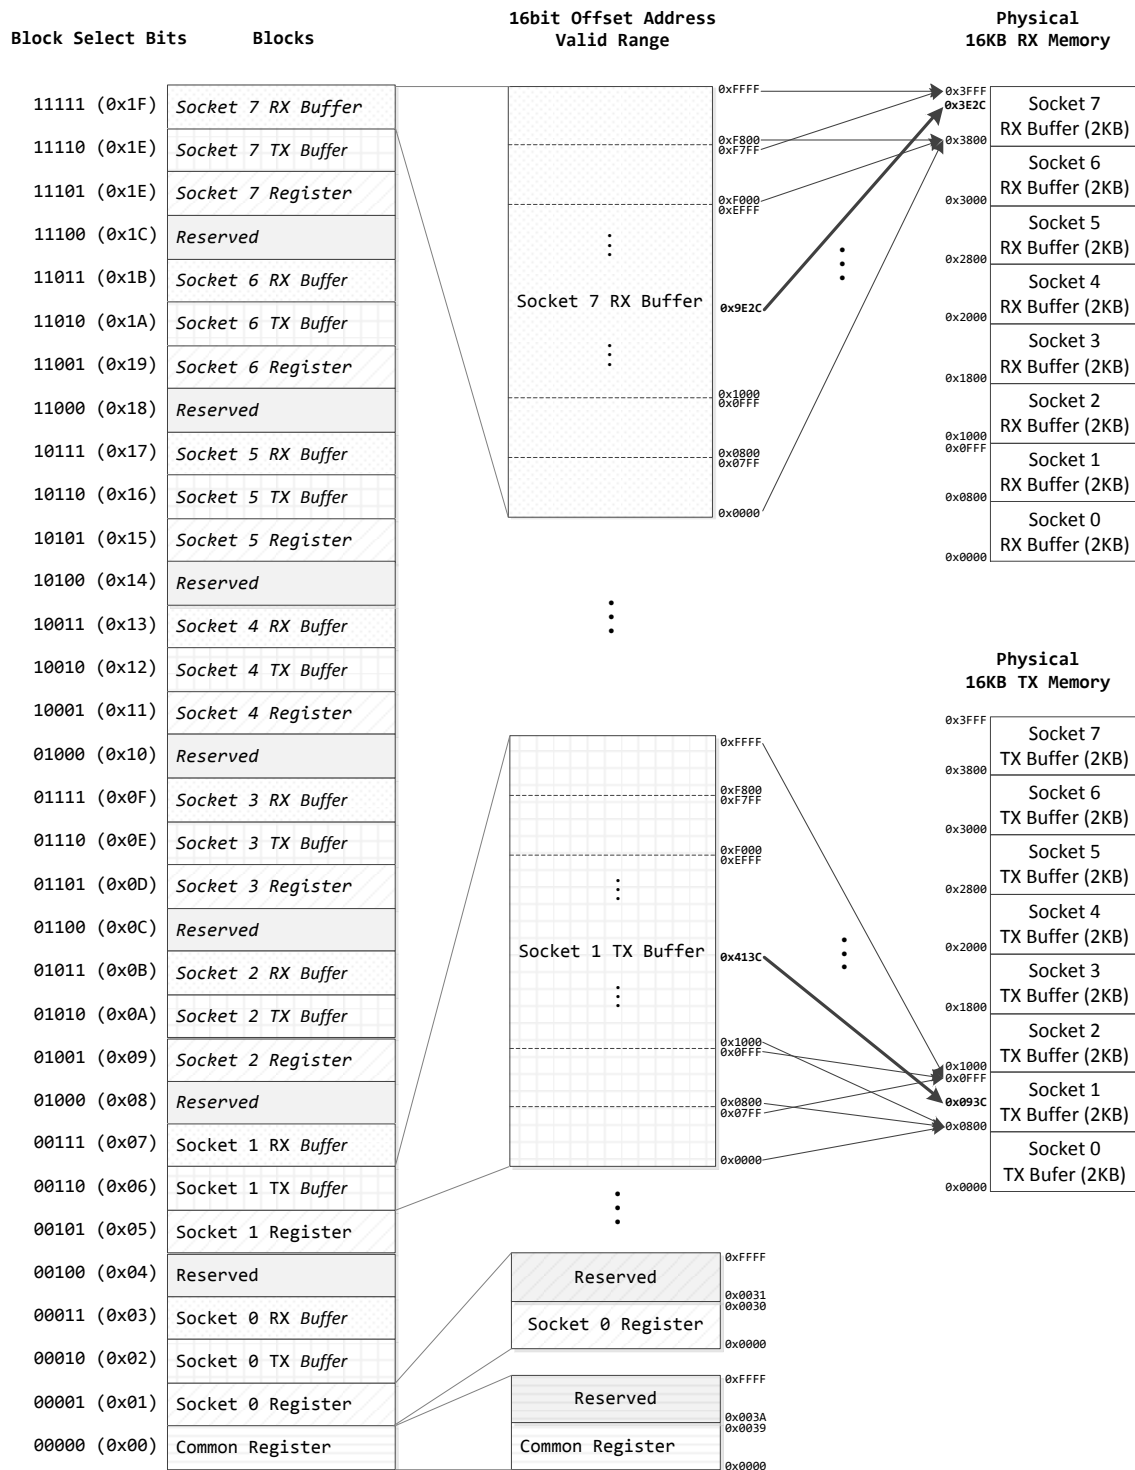 Block Select Bits
Blocks
16bit Offset Address
Valid Range
Physical
16KB RX Memory
11111 (0x1F) Socket 7 RX Buffer
11110 (0x1E) Socket 7 TX Buffer
11101 (0x1E) Socket 7 Register
11100 (0x1C) Reserved
11011 (0x1B) Socket 6 RX Buffer
11010 (0x1A) Socket 6 TX Buffer
11001 (0x19) Socket 6 Register
11000 (0x18) Reserved
10111 (0x17) Socket 5 RX Buffer
10110 (0x16) Socket 5 TX Buffer
10101 (0x15) Socket 5 Register
10100 (0x14) Reserved
10011 (0x13) Socket 4 RX Buffer
10010 (0x12) Socket 4 TX Buffer
10001 (0x11) Socket 4 Register
01000 (0x10) Reserved
01111 (0x0F) Socket 3 RX Buffer
01110 (0x0E) Socket 3 TX Buffer
01101 (0x0D) Socket 3 Register
01100 (0x0C) Reserved
01011 (0x0B) Socket 2 RX Buffer
01010 (0x0A) Socket 2 TX Buffer
01001 (0x09) Socket 2 Register
01000 (0x08) Reserved
00111 (0x07) Socket 1 RX Buffer
00110 (0x06) Socket 1 TX Buffer
00101 (0x05) Socket 1 Register
00100 (0x04) Reserved
00011 (0x03) Socket 0 RX Buffer
00010 (0x02) Socket 0 TX Buffer
00001 (0x01) Socket 0 Register
00000 (0x00) Common Register
0xFFFF
0xF800
0xF7FF
0xF000
0xEFFF
Socket 7 RX Buffer
0x9E2C
0x1000
0x0FFF
0x0800
0x07FF
0x0000
0x3FFF
0x3E2C
Socket 7
RX Buffer (2KB)
0x3800
Socket 6
RX Buffer (2KB)
0x3000
Socket 5
RX Buffer (2KB)
0x2800
Socket 4
RX Buffer (2KB)
0x2000
Socket 3
RX Buffer (2KB)
0x1800
Socket 2
RX Buffer (2KB)
0x1000
0x0FFF
Socket 1
RX Buffer (2KB)
0x0800
Socket 0
RX Buffer (2KB)
0x0000
0xFFFF
0xF800
0xF7FF
0xF000
0xEFFF
Socket 1 TX Buffer
0x413C
0x1000
0x0FFF
0x0800
0x07FF
0x0000
Physical
16KB TX Memory
0x3FFF
Socket 7
TX Buffer (2KB)
0x3800
Socket 6
TX Buffer (2KB)
0x3000
Socket 5
TX Buffer (2KB)
0x2800
Socket 4
TX Buffer (2KB)
0x2000
Socket 3
TX Buffer (2KB)
0x1800
Socket 2
TX Buffer (2KB)
0x1000
0x0FFF
Socket 1
0x093C
TX Buffer (2KB)
0x0800
Socket 0
TX Bufer (2KB)
0x0000
0xFFFF
Reserved
0x0031
0x0030
Socket 0 Register
0x0000
0xFFFF
Reserved
0x003A
0x0039
Common Register
0x0000